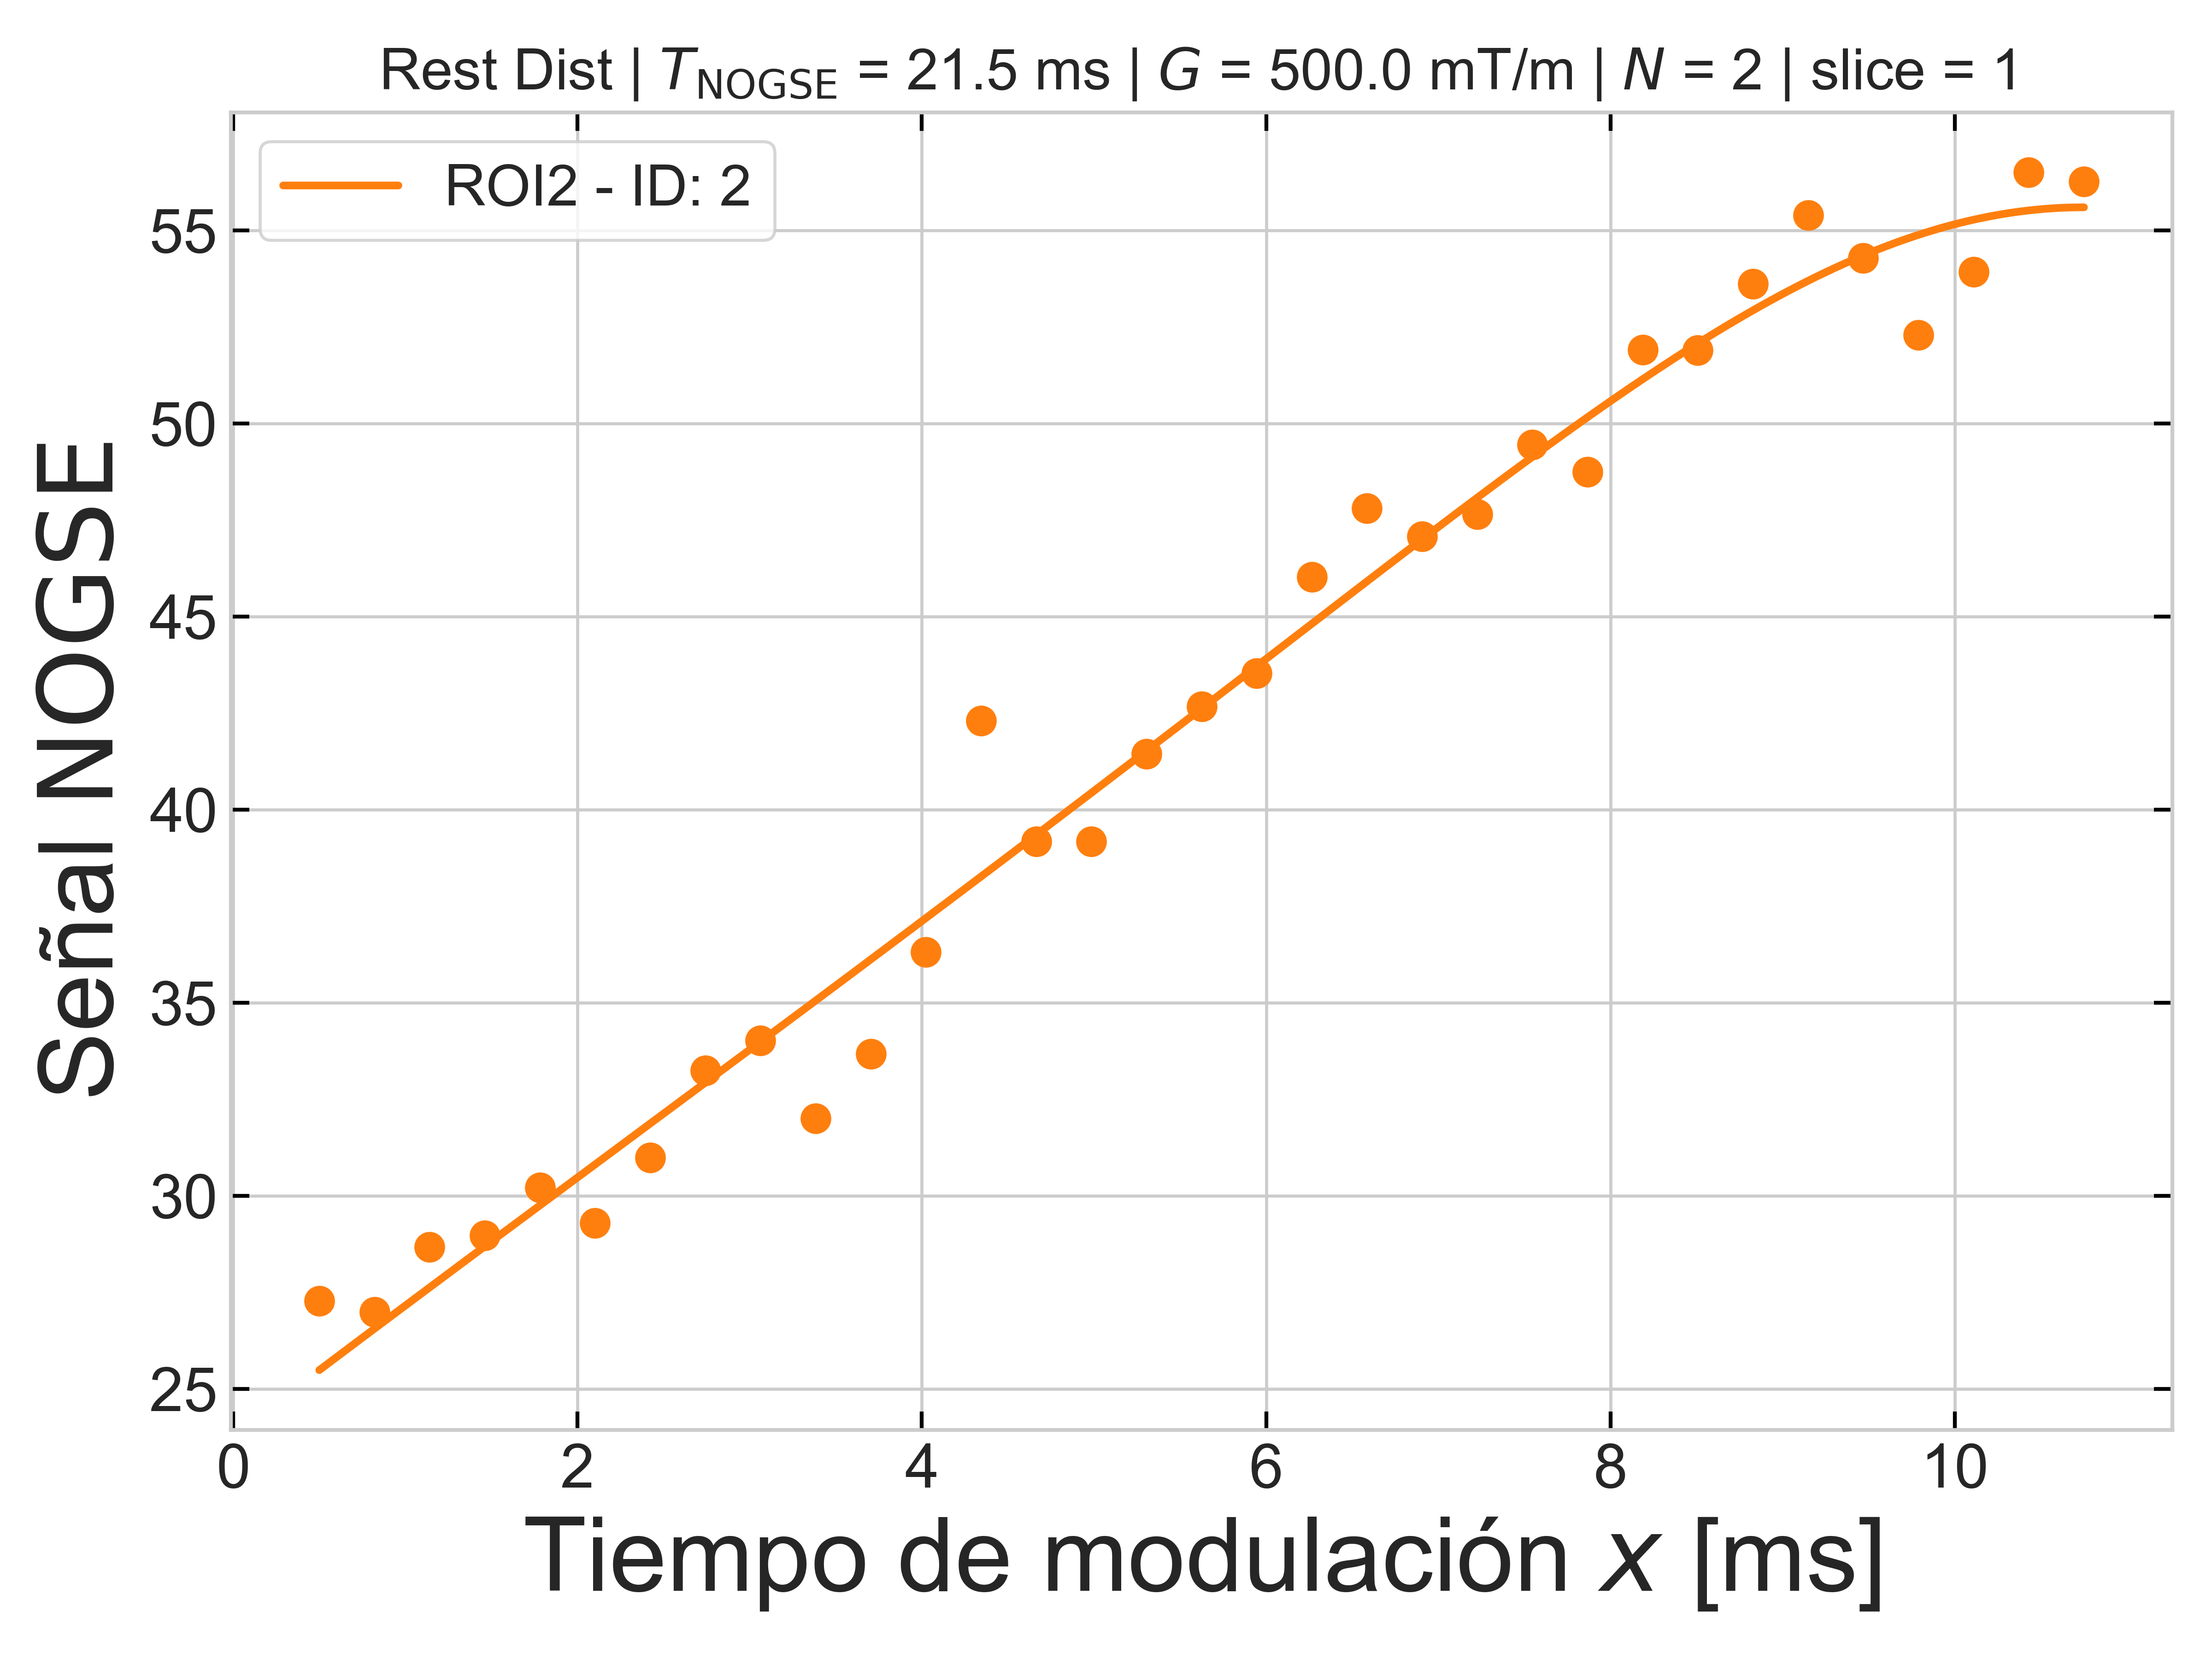 Rest Dist | T_NOGSE = 21.5 ms | G = 500.0 mT/m | N = 2 | slice = 1
ROI2 - ID: 2
Señal NOGSE
55
50
45
40
35
30
25
0 2 4 6 8 10
Tiempo de modulación x [ms]